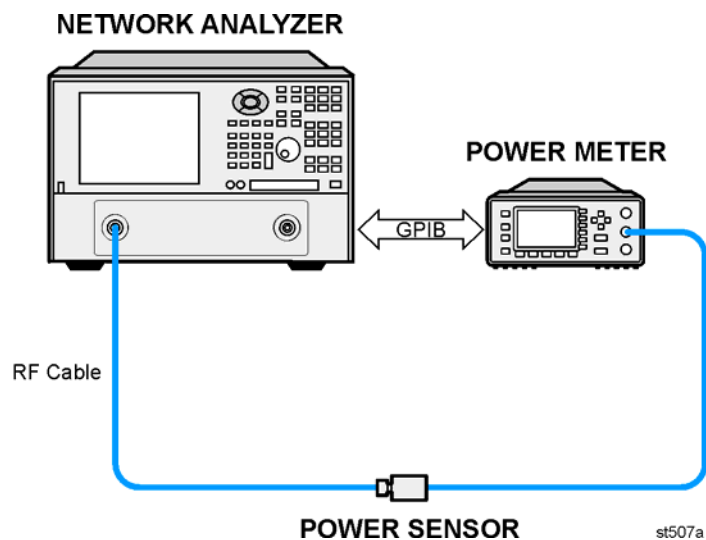 NETWORK ANALYZER
POWER METER
GPIB
RF Cable
POWER SENSOR
st507a